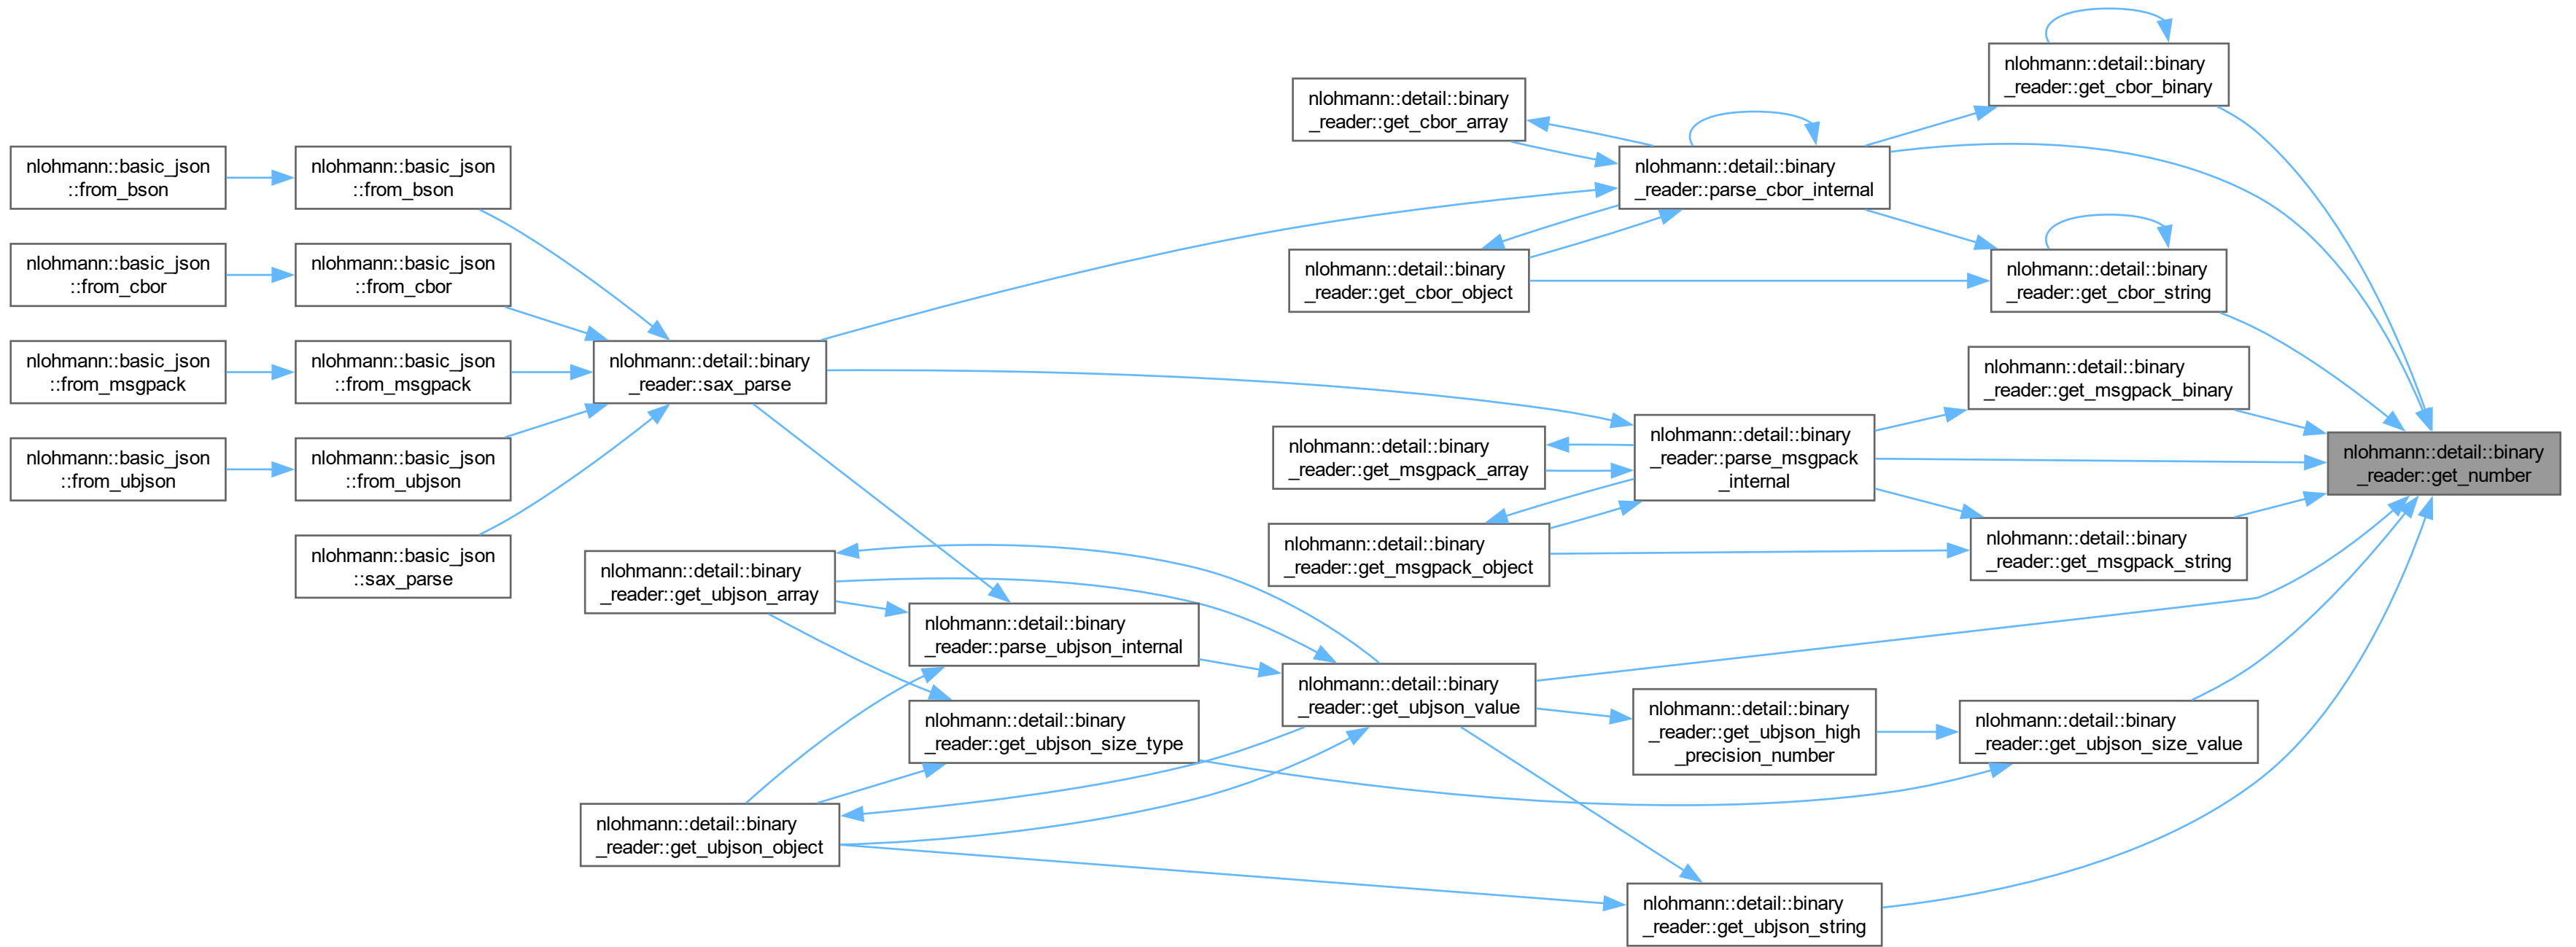 nlohmann::basic_json
::from_bson
nlohmann::basic_json
::from_cbor
nlohmann::basic_json
::from_msgpack
nlohmann::basic_json
::from_ubjson
nlohmann::basic_json
::from_bson
nlohmann::basic_json
::from_cbor
nlohmann::basic_json
::from_msgpack
nlohmann::basic_json
::from_ubjson
nlohmann::basic_json
::sax_parse
nlohmann::detail::binary
_reader::sax_parse
nlohmann::detail::binary
_reader::get_ubjson_array
nlohmann::detail::binary
_reader::get_ubjson_object
nlohmann::detail::binary
_reader::parse_ubjson_internal
nlohmann::detail::binary
_reader::get_ubjson_size_type
nlohmann::detail::binary
_reader::get_cbor_array
nlohmann::detail::binary
_reader::get_cbor_object
nlohmann::detail::binary
_reader::get_msgpack_array
nlohmann::detail::binary
_reader::get_msgpack_object
nlohmann::detail::binary
_reader::get_ubjson_value
nlohmann::detail::binary
_reader::parse_cbor_internal
nlohmann::detail::binary
_reader::parse_msgpack
_internal
nlohmann::detail::binary
_reader::get_ubjson_high
_precision_number
nlohmann::detail::binary
_reader::get_ubjson_string
nlohmann::detail::binary
_reader::get_cbor_binary
nlohmann::detail::binary
_reader::get_cbor_string
nlohmann::detail::binary
_reader::get_msgpack_binary
nlohmann::detail::binary
_reader::get_msgpack_string
nlohmann::detail::binary
_reader::get_ubjson_size_value
nlohmann::detail::binary
_reader::get_number